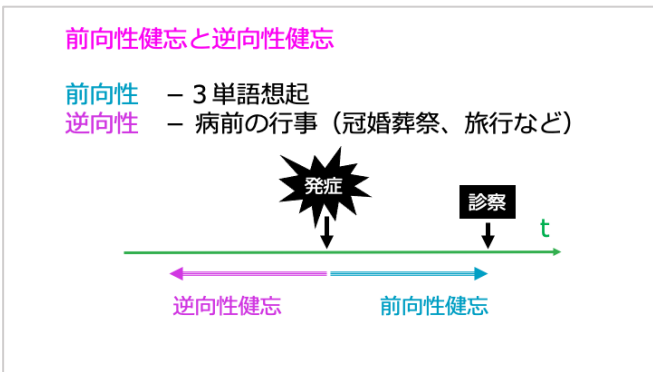 前向性健忘と逆向性健忘
前向性 － ３単語想起
逆向性 － 病前の行事（冠婚葬祭、旅行など）
発症
診察
t
逆向性健忘
前向性健忘